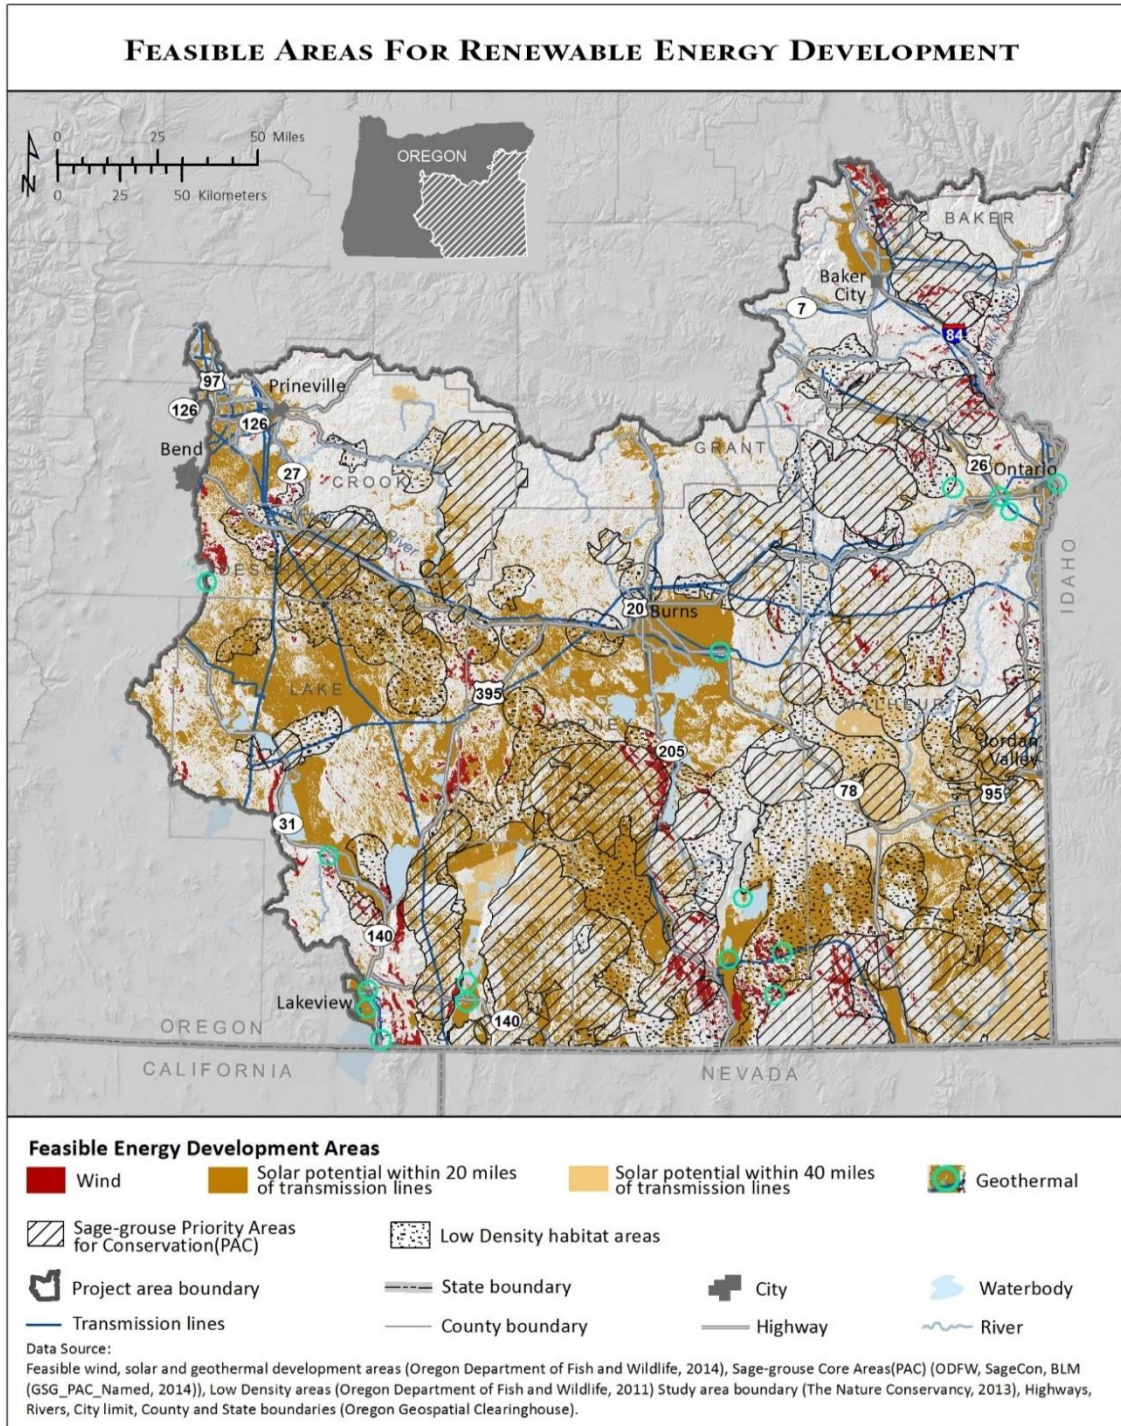 FEASIBLE AREAS FOR RENEWABLE ENERGY DEVELOPMENT
0 25 50 Miles
0 25 50 Kilometers
N
OREGON
BAKER
Baker
City
7
84
97
Prineville
126
126
Bend
27
CROOK
GRANT
26
Ontario
River
IDAHO
20
Burns
LAKE
395
HARNEY
MALHEUR
205
Jordan
Valley
78
95
31
140
Lakeview
140
OREGON
CALIFORNIA
NEVADA
Feasible Energy Development Areas
Wind
Solar potential within 20 miles
of transmission lines
Solar potential within 40 miles
of transmission lines
Geothermal
Sage-grouse Priority Areas
for Conservation(PAC)
Low Density habitat areas
Project area boundary
State boundary
City
Waterbody
Transmission lines
County boundary
Highway
River
Data Source:
Feasible wind, solar and geothermal development areas (Oregon Department of Fish and Wildlife, 2014), Sage-grouse Core Areas(PAC) (ODFW, SageCon, BLM
(GSG_PAC_Named, 2014)), Low Density areas (Oregon Department of Fish and Wildlife, 2011) Study area boundary (The Nature Conservancy, 2013), Highways,
Rivers, City limit, County and State boundaries (Oregon Geospatial Clearinghouse).